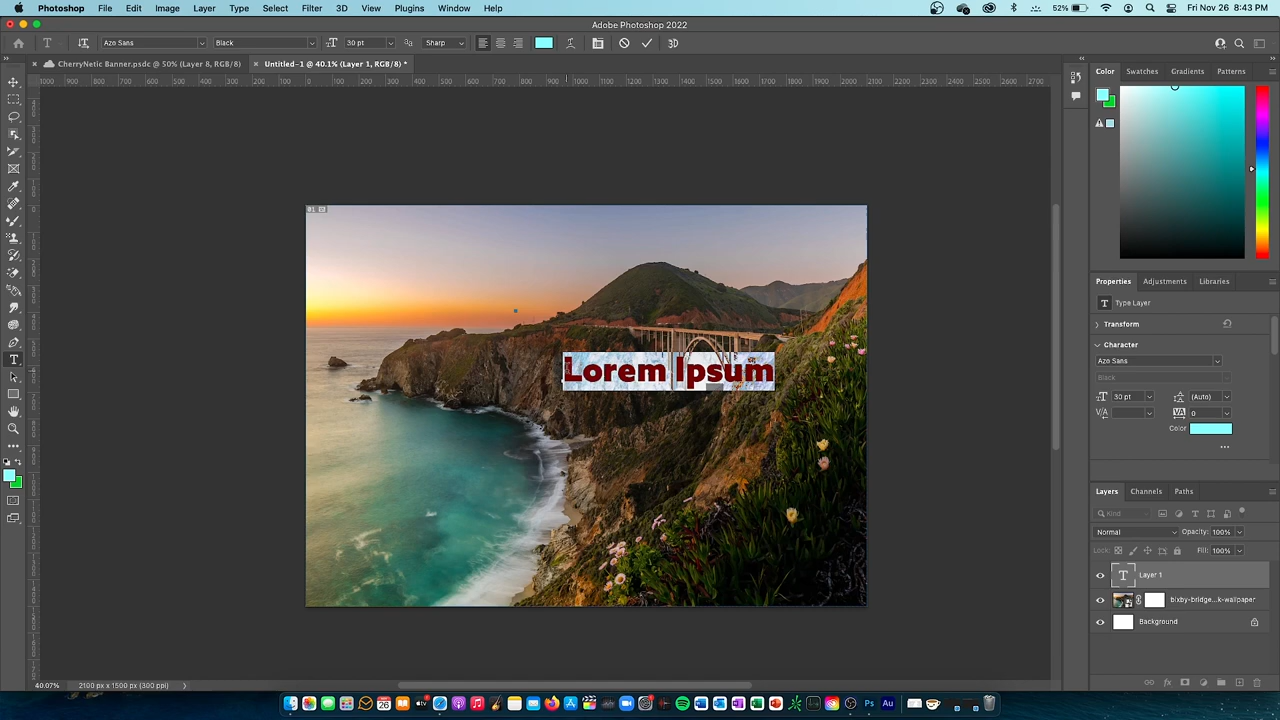 Photoshop File Edit Image Layer Type Select Filter 3D View Plugins Window Help 52% Fri Nov 26 8:43 PM
Adobe Photoshop 2022
Azo Sans Black 30 pt Sharp
CherryNetic Banner.psdc @ 50% (Layer 8, RGB/8) Untitled-1 @ 40.1% (Layer 1, RGB/8) *
Color Swatches Gradients Patterns
Lorem Ipsum
Properties Adjustments Libraries
Type Layer
Transform
Character
Azo Sans
Black
30 pt (Auto)
0
Color
Layers Channels Paths
Kind
Normal Opacity: 100%
Lock: Fill: 100%
Layer 1
bixby-bridge...k-wallpaper
Background
40.07% 2100 px x 1500 px (300 ppi)